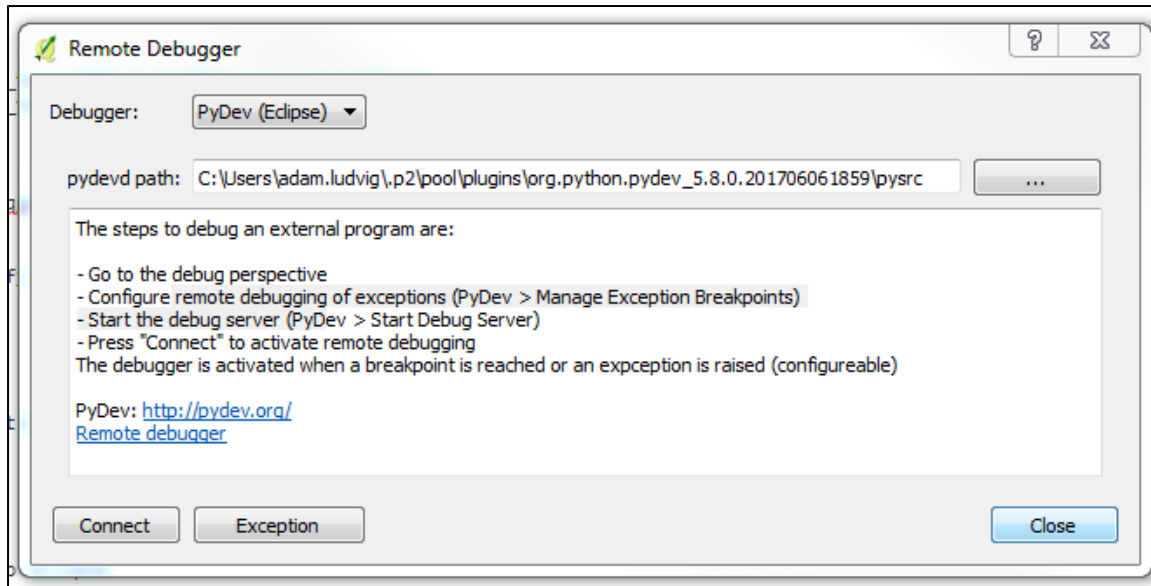 Remote Debugger
Debugger: PyDev (Eclipse)
pydevd path: C:\Users\adam.ludvig\.p2\pool\plugins\org.python.pydev_5.8.0.201706061859\pysrc ...
The steps to debug an external program are:
- Go to the debug perspective
- Configure remote debugging of exceptions (PyDev > Manage Exception Breakpoints)
- Start the debug server (PyDev > Start Debug Server)
- Press "Connect" to activate remote debugging
The debugger is activated when a breakpoint is reached or an expception is raised (configureable)
PyDev: http://pydev.org/
Remote debugger
Connect Exception Close